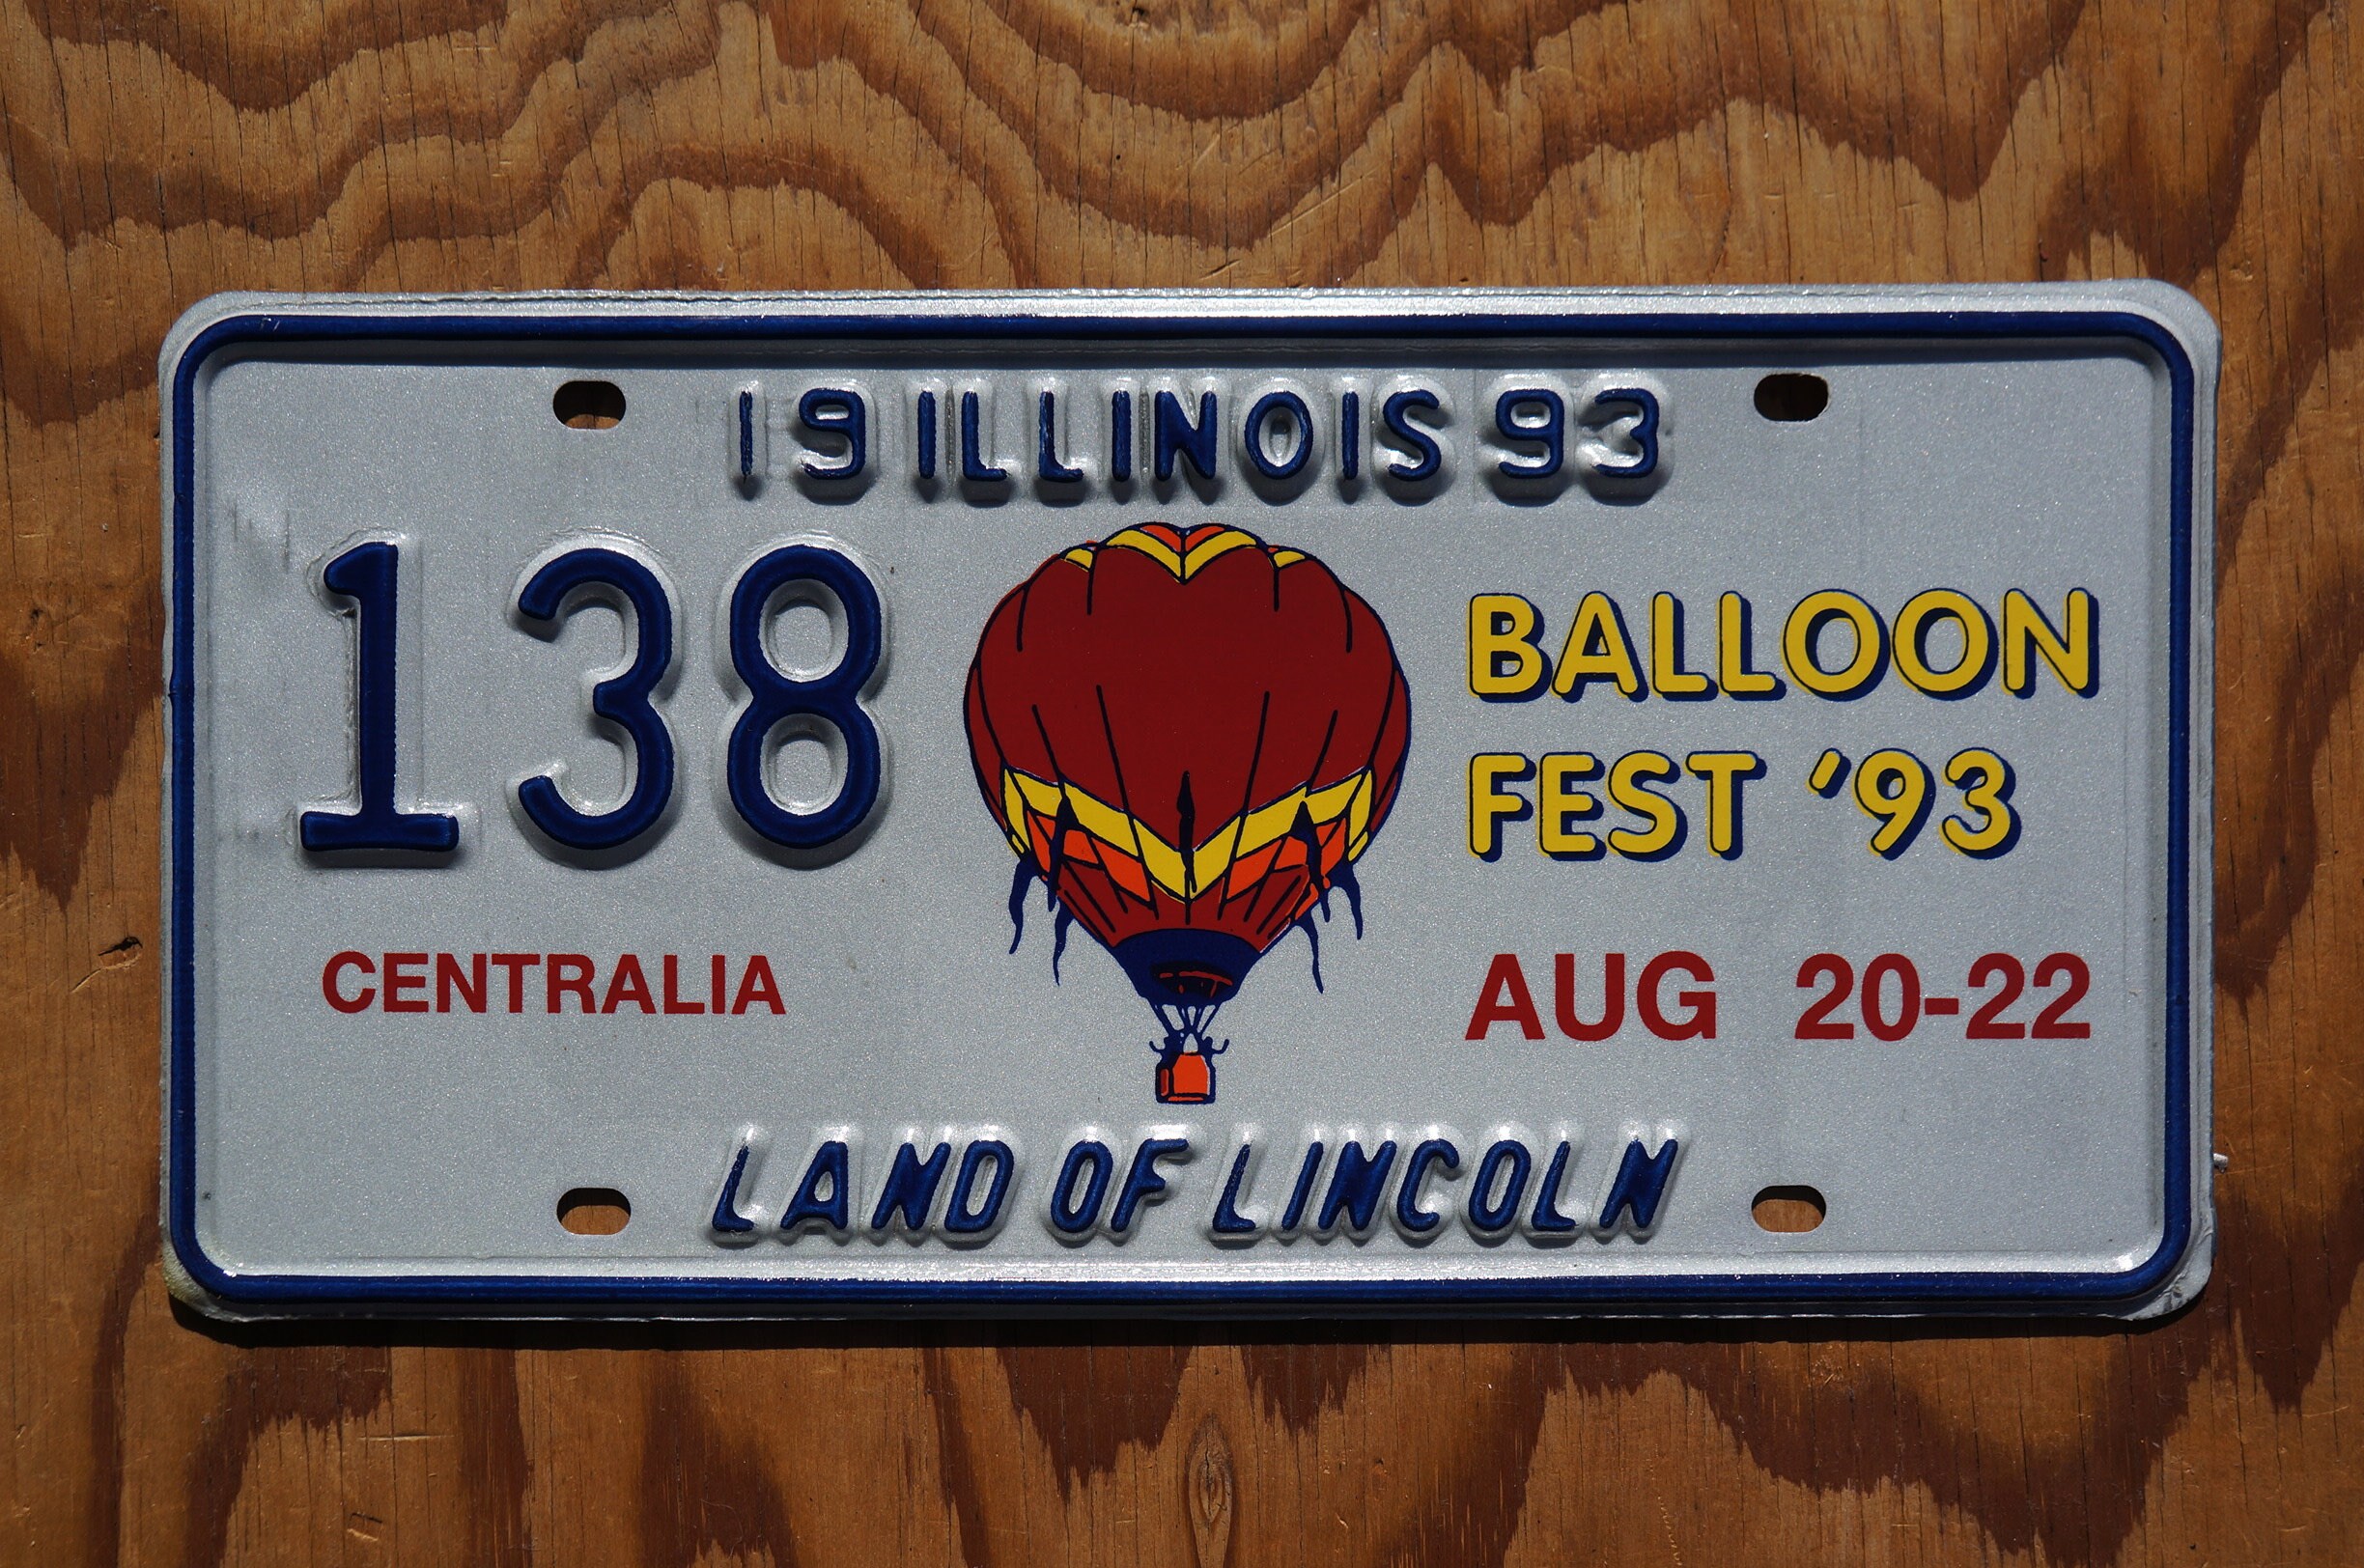 19 ILLINOIS 93
138
BALLOON
FEST '93
CENTRALIA
AUG 20-22
LAND OF LINCOLN